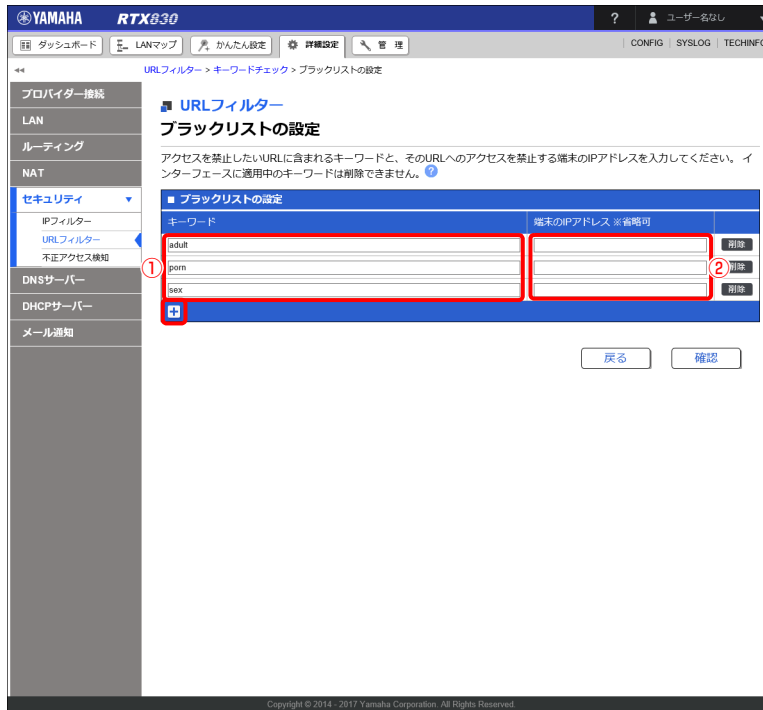 YAMAHA RTX830 ? ユーザー名なし
ダッシュボード LANマップ かんたん設定 詳細設定 管理 CONFIG SYSLOG TECHINFO
URLフィルター > キーワードチェック > ブラックリストの設定
プロバイダー接続
LAN
ルーティング
NAT
セキュリティ
IPフィルター
URLフィルター
不正アクセス検知
DNSサーバー
DHCPサーバー
メール通知
URLフィルター
ブラックリストの設定
アクセスを禁止したいURLに含まれるキーワードと、そのURLへのアクセスを禁止する端末のIPアドレスを入力してください。 イ
ンターフェースに適用中のキーワードは削除できません。?
■ ブラックリストの設定
キーワード 端末のIPアドレス ※省略可
adult 削除
① porn ② 削除
sex 削除
+
戻る 確認
Copyright © 2014 - 2017 Yamaha Corporation. All Rights Reserved.